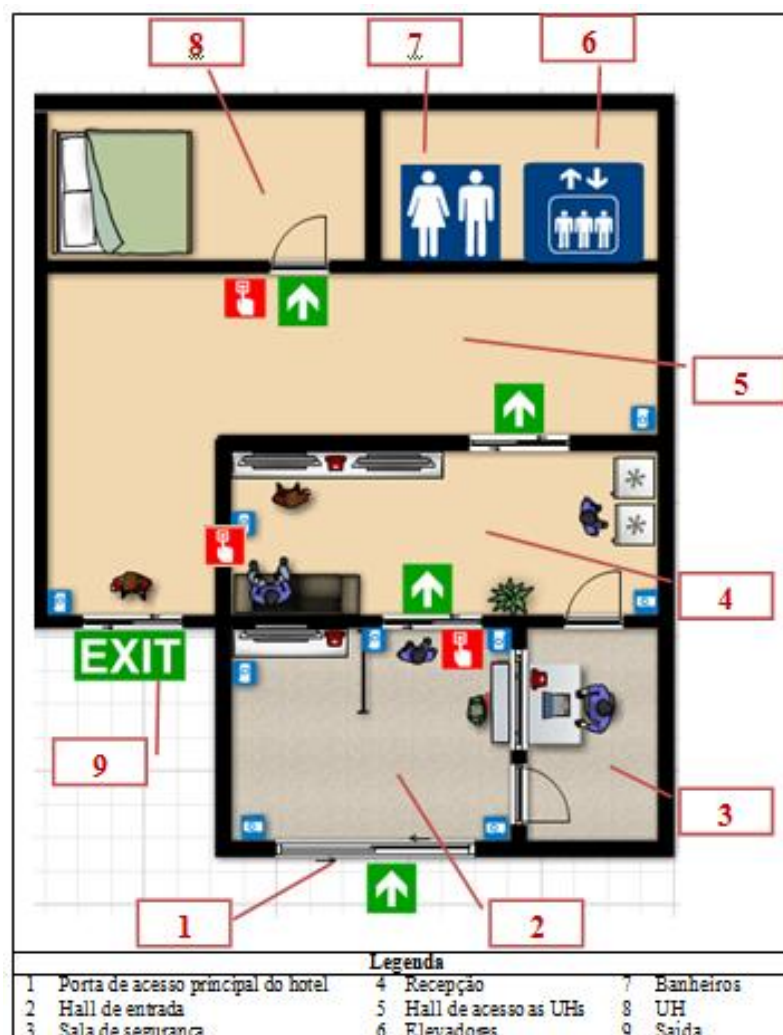 8 7 6
5
EXIT
4
9
3
1 2
Legenda
1 Porta de acesso principal do hotel 4 Recepção 7 Banheiros
2 Hall de entrada 5 Hall de acesso as UHs 8 UH
3 Sala de segurança 6 Elevadores 9 Saída